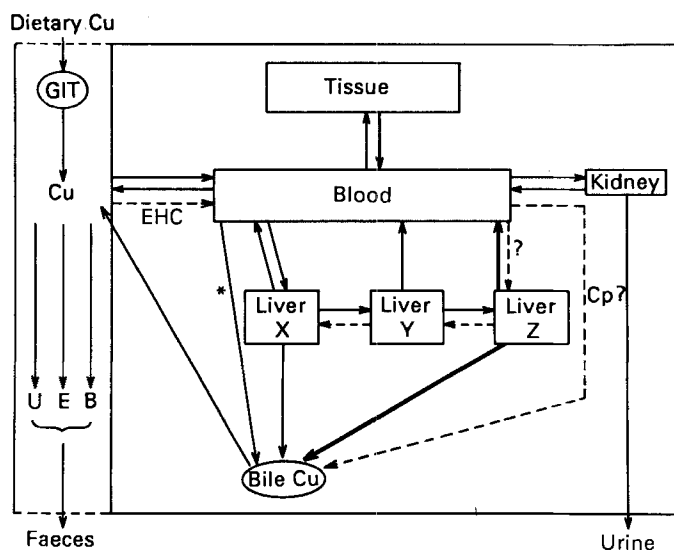 Dietary Cu
GIT
Tissue
Cu
Blood
Kidney
EHC
?
*
Cp?
Liver
X
Liver
Y
Liver
Z
U E B
Bile Cu
Faeces
Urine